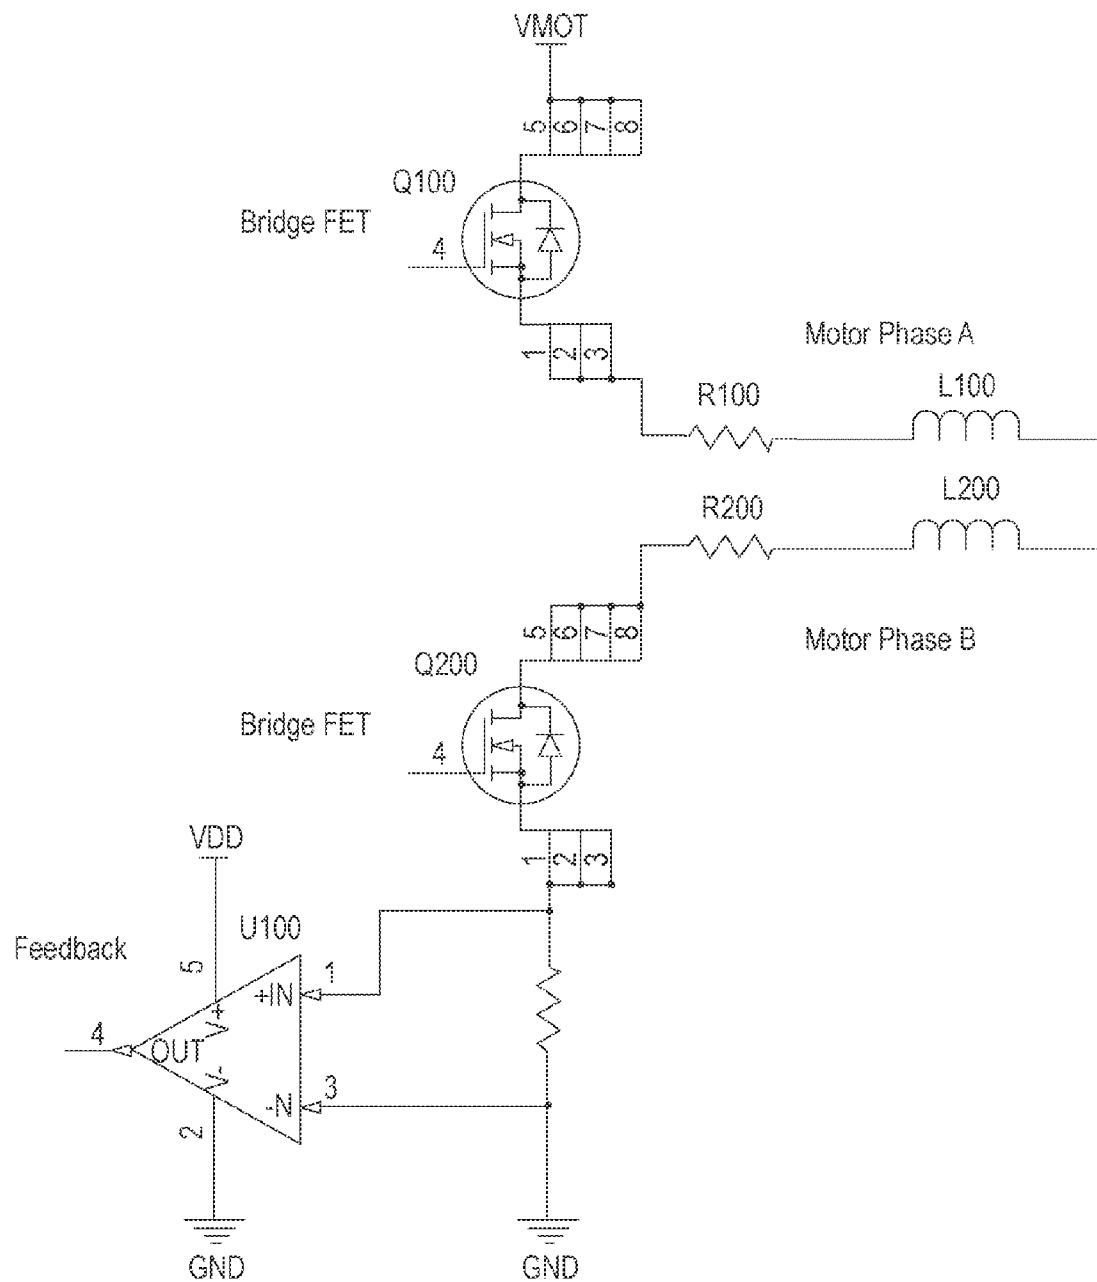 VMOT
5
6
7
8
Q100
Bridge FET
4
1
2
3
Motor Phase A
R100
L100
R200
L200
5
6
7
8
Motor Phase B
Q200
Bridge FET
4
1
2
3
VDD
U100
Feedback
5
1
+IN
V+
4
OUT
V-
3
-N
2
GND
GND